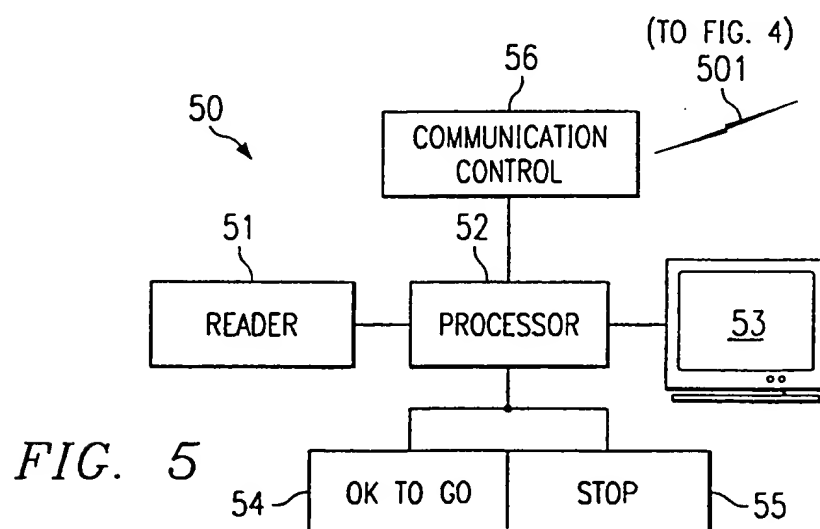 (TO FIG. 4)
501
56
50
COMMUNICATION
CONTROL
51
52
READER
PROCESSOR
53
FIG. 5
54
OK TO GO
STOP
55